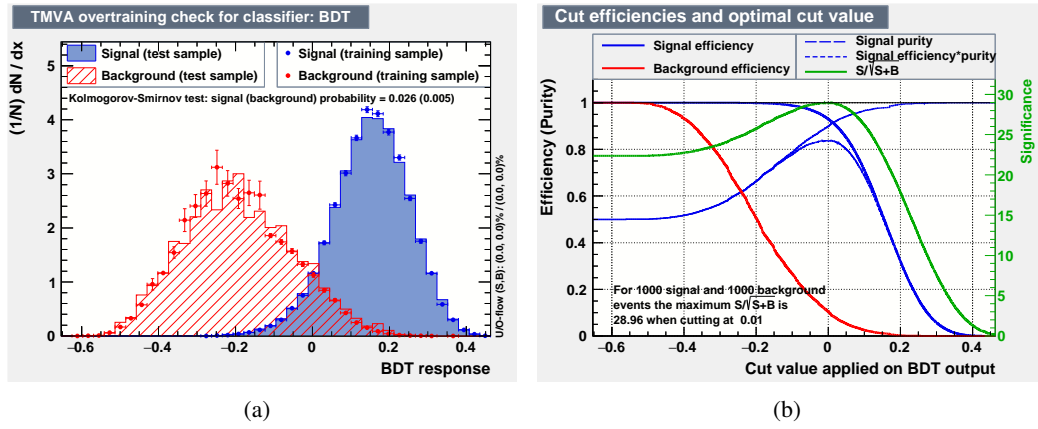 TMVA overtraining check for classifier: BDT
(1/N) dN / dx
Signal (test sample)
Background (test sample)
Signal (training sample)
Background (training sample)
Kolmogorov-Smirnov test: signal (background) probability = 0.026 (0.005)
5
4
3
2
1
0
−0.6 −0.4 −0.2 0 0.2 0.4
BDT response
U/O-flow (S,B): (0.0, 0.0)% / (0.0, 0.0)%
(a)
Cut efficiencies and optimal cut value
Signal efficiency
Background efficiency
Signal purity
Signal efficiency*purity
S/√S+B
Efficiency (Purity)
1
0.8
0.6
0.4
0.2
0
30
25
20
15
10
5
0
Significance
For 1000 signal and 1000 background
events the maximum S/√S+B is
28.96 when cutting at 0.01
−0.6 −0.4 −0.2 0 0.2 0.4
Cut value applied on BDT output
(b)